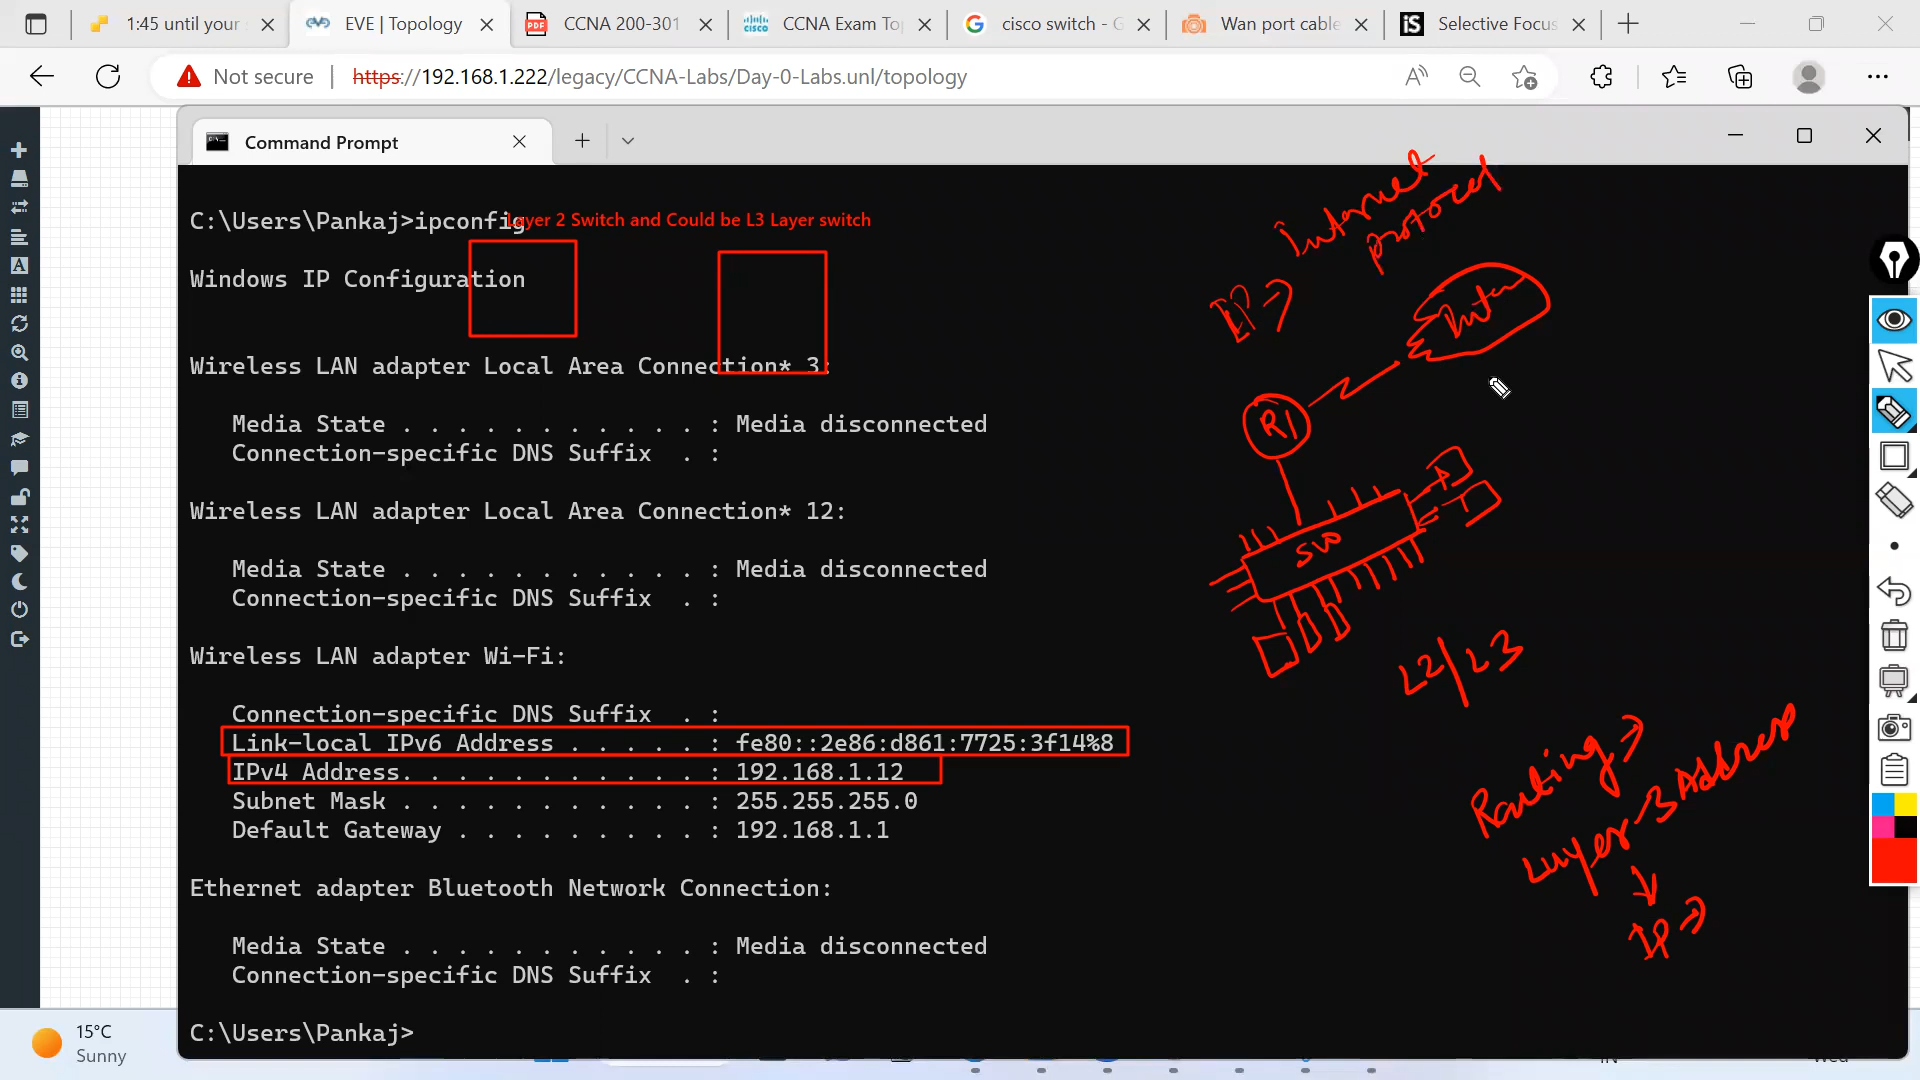 1:45 until your
EVE | Topology
CCNA 200-301
CCNA Exam To
cisco switch - G
Wan port cable
Selective Focus
Not secure
https://192.168.1.222/legacy/CCNA-Labs/Day-0-Labs.unl/topology
Command Prompt
C:\Users\Pankaj>ipconfig
Layer 2 Switch and Could be L3 Layer switch
Windows IP Configuration
Wireless LAN adapter Local Area Connection* 3:
Media State . . . . . . . . . . . : Media disconnected
Connection-specific DNS Suffix  . :
Wireless LAN adapter Local Area Connection* 12:
Media State . . . . . . . . . . . : Media disconnected
Connection-specific DNS Suffix  . :
Wireless LAN adapter Wi-Fi:
Connection-specific DNS Suffix  . :
Link-local IPv6 Address . . . . . : fe80::2e86:d861:7725:3f14%8
IPv4 Address. . . . . . . . . . . : 192.168.1.12
Subnet Mask . . . . . . . . . . . : 255.255.255.0
Default Gateway . . . . . . . . . : 192.168.1.1
Ethernet adapter Bluetooth Network Connection:
Media State . . . . . . . . . . . : Media disconnected
Connection-specific DNS Suffix  . :
C:\Users\Pankaj>
Internet
protocol
IP→
R1
L2/L3
Routing→
Layer-3 Address
IP→
15°C
Sunny